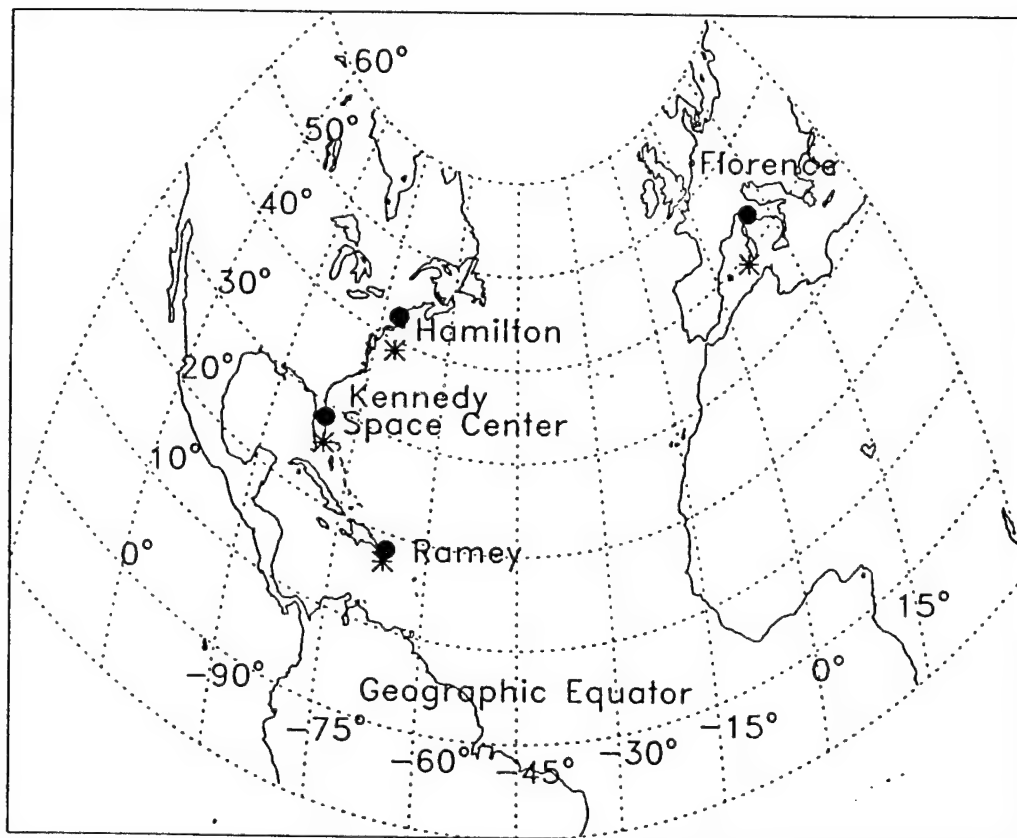 60°
50°
40°
30°
20°
10°
0°
Florence
Hamilton
Kennedy
Space Center
Ramey
Geographic Equator
−90°
−75°
−60°
−45°
−30°
−15°
0°
15°